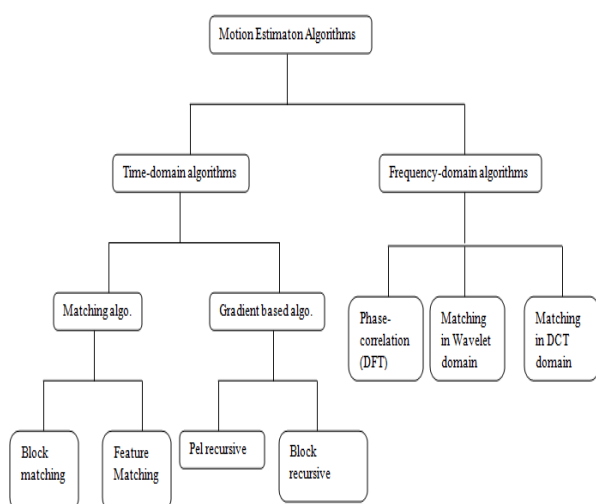 Motion Estimaton Algorithms
Time-domain algorithms
Frequency-domain algorithms
Matching algo.
Gradient based algo.
Phase-
correlation
(DFT)
Matching
in Wavelet
domain
Matching
in DCT
domain
Block
matching
Feature
Matching
Pel recursive
Block
recursive